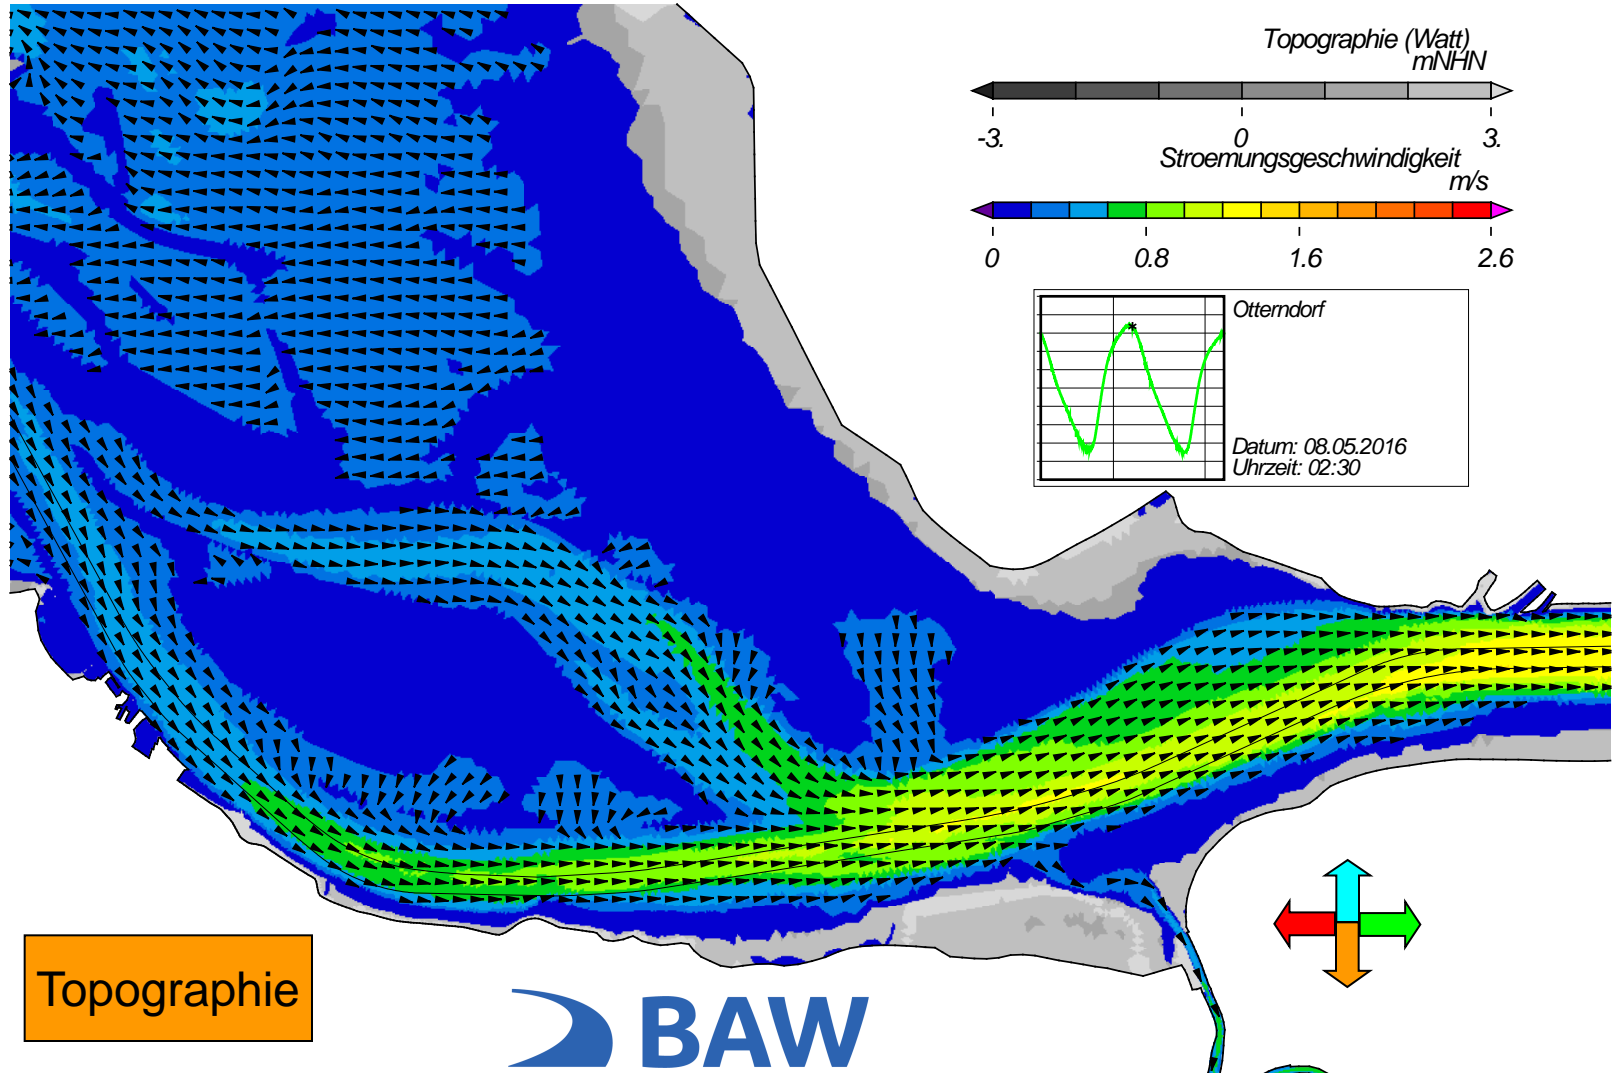 Topographie (Watt)
mNHN
-3. 0 3.
Stroemungsgeschwindigkeit
m/s
0 0.8 1.6 2.6
Otterndorf
Datum: 08.05.2016
Uhrzeit: 02:30
Topographie
BAW